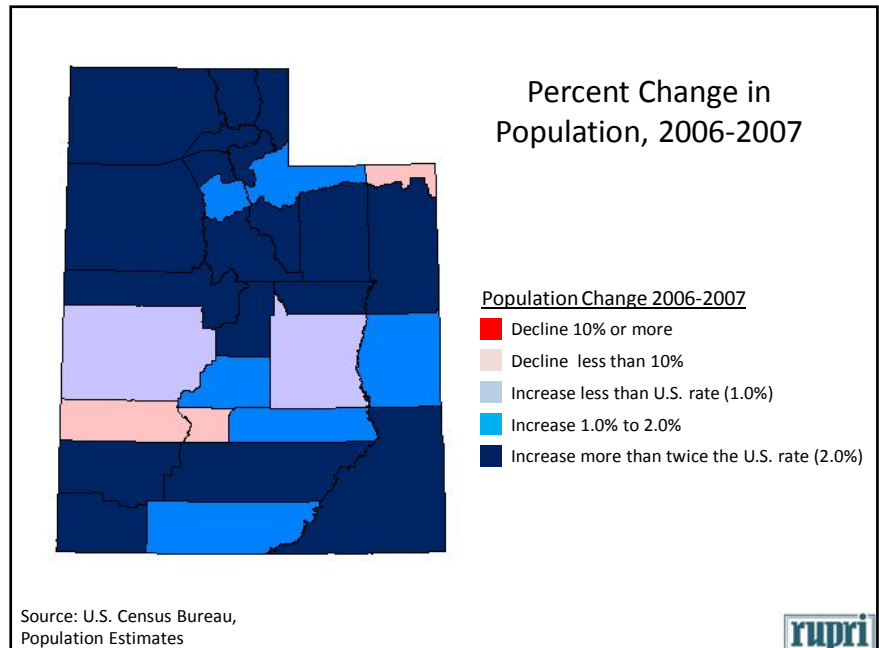 Percent Change in
Population, 2006-2007
Population Change 2006-2007
Decline 10% or more
Decline less than 10%
Increase less than U.S. rate (1.0%)
Increase 1.0% to 2.0%
Increase more than twice the U.S. rate (2.0%)
Source: U.S. Census Bureau,
Population Estimates
rupri